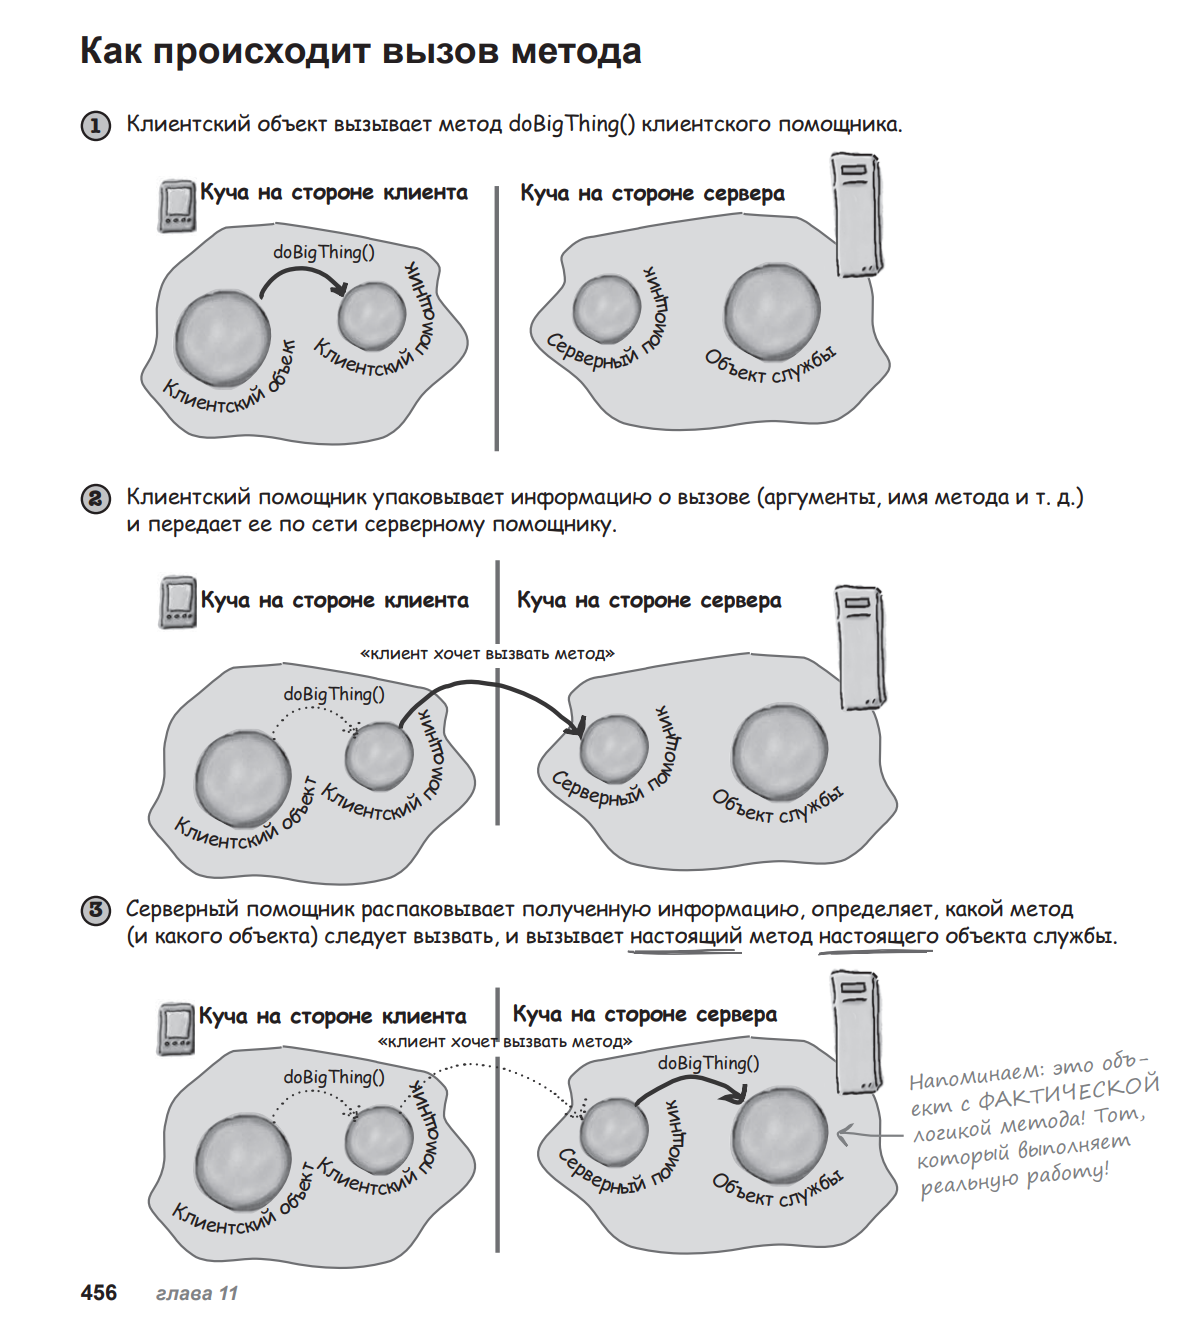 Как происходит вызов метода
1 Клиентский объект вызывает метод doBigThing() клиентского помощника.
Куча на стороне клиента
Куча на стороне сервера
doBigThing()
Клиентский объект
Клиентский помощник
Серверный помощник
Объект службы
2 Клиентский помощник упаковывает информацию о вызове (аргументы, имя метода и т. д.)
и передает ее по сети серверному помощнику.
Куча на стороне клиента
Куча на стороне сервера
«клиент хочет вызвать метод»
doBigThing()
Клиентский объект
Клиентский помощник
Серверный помощник
Объект службы
3 Серверный помощник распаковывает полученную информацию, определяет, какой метод
(и какого объекта) следует вызвать, и вызывает настоящий метод настоящего объекта службы.
Куча на стороне клиента
Куча на стороне сервера
«клиент хочет вызвать метод»
doBigThing()
doBigThing()
Клиентский объект
Клиентский помощник
Серверный помощник
Объект службы
Напоминаем: это объ-
ект с ФАКТИЧЕСКОЙ
логикой метода! Тот,
который выполняет
реальную работу!
456 глава 11